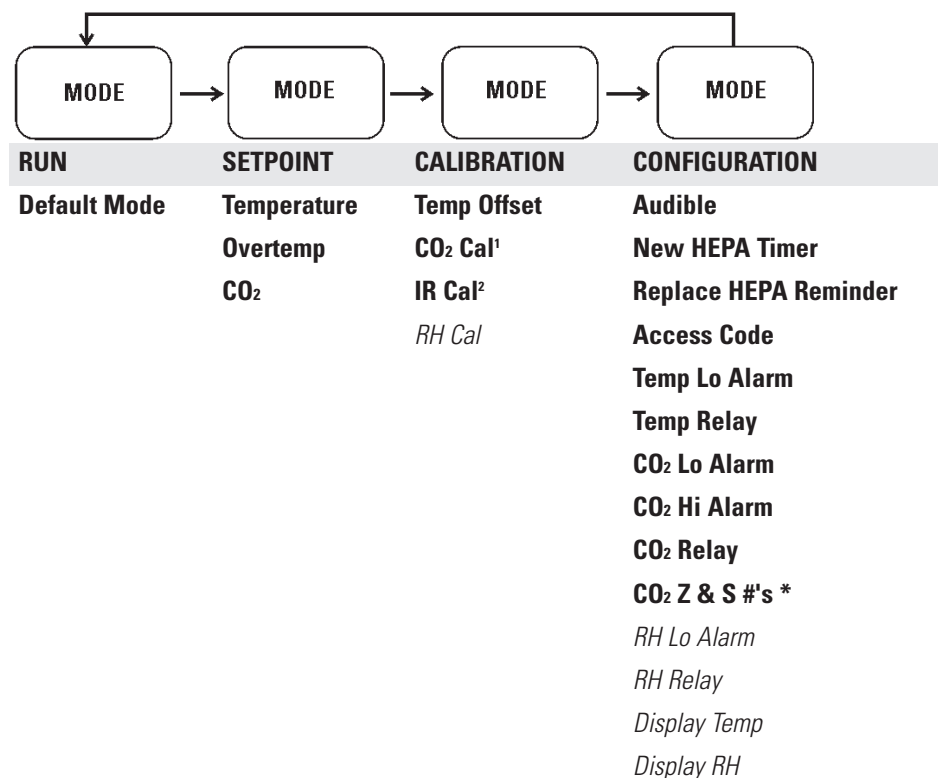 MODE MODE MODE MODE
RUN SETPOINT CALIBRATION CONFIGURATION
Default Mode Temperature Temp Offset Audible
Overtemp CO₂ Cal¹ New HEPA Timer
CO₂ IR Cal² Replace HEPA Reminder
RH Cal Access Code
Temp Lo Alarm
Temp Relay
CO₂ Lo Alarm
CO₂ Hi Alarm
CO₂ Relay
CO₂ Z & S #'s *
RH Lo Alarm
RH Relay
Display Temp
Display RH